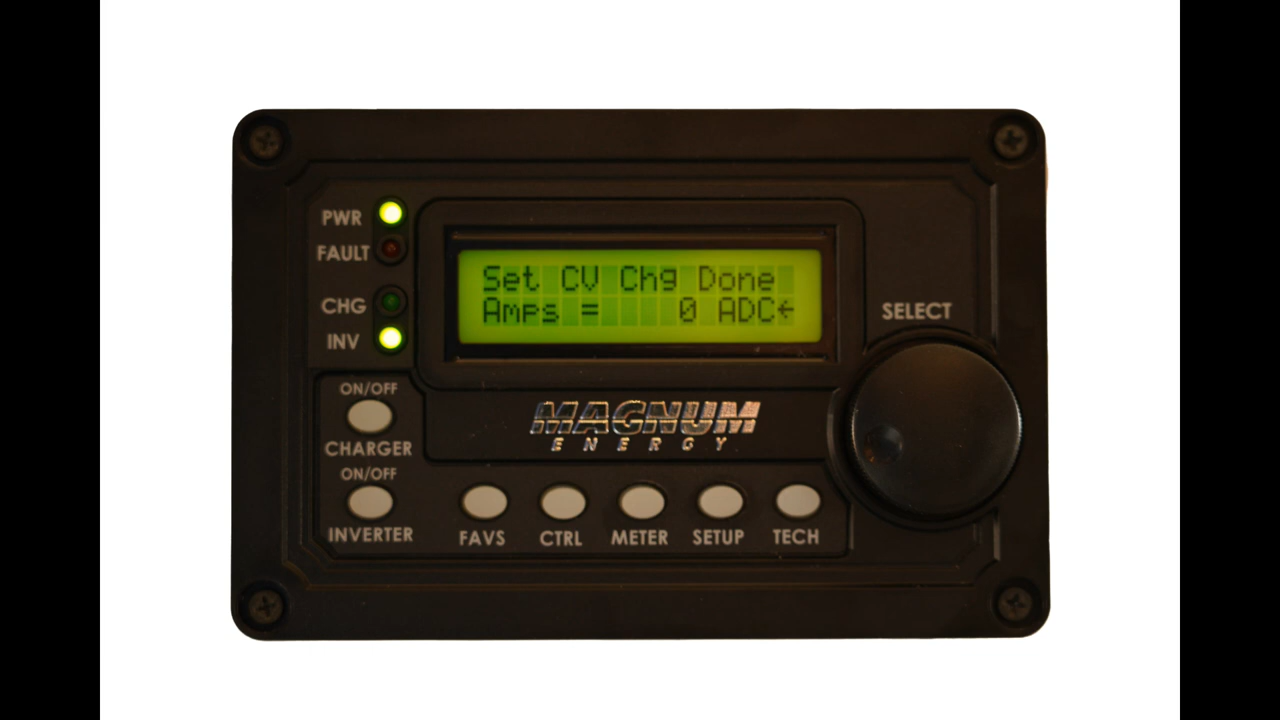 PWR
FAULT
CHG
INV
Set CV Chg Done
Amps = 0 ADC←
SELECT
ON/OFF
CHARGER
ON/OFF
INVERTER
MAGNUM
ENERGY
FAVS
CTRL
METER
SETUP
TECH